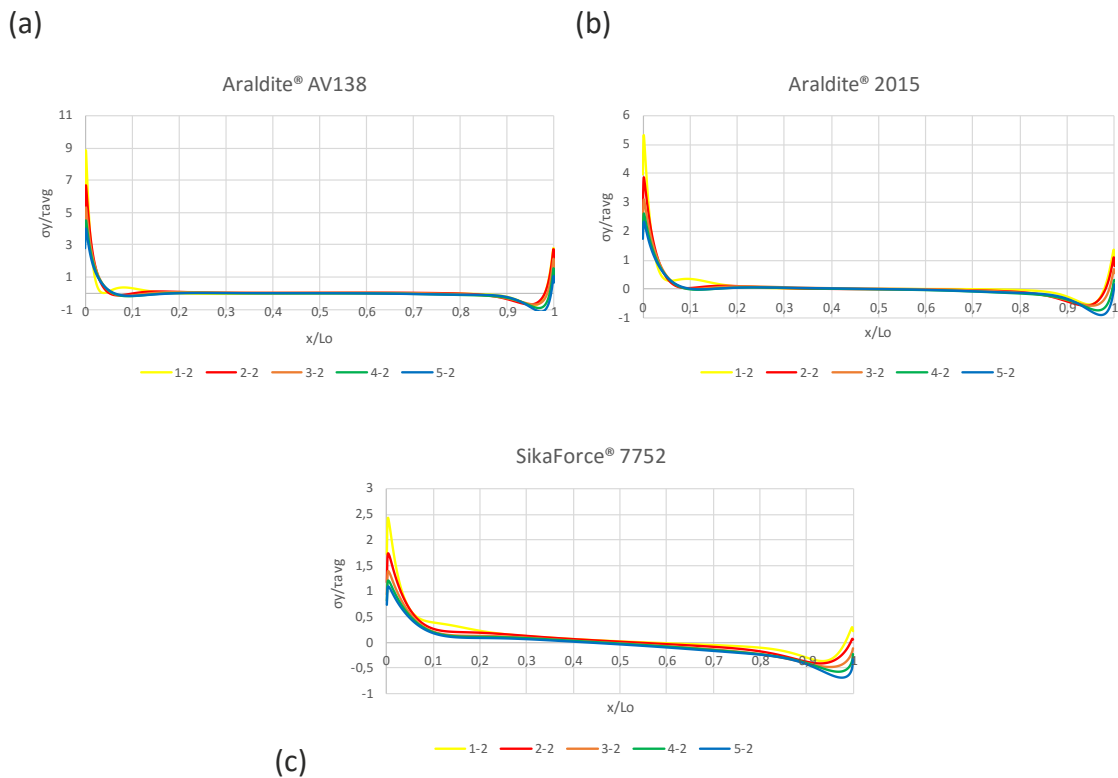 (a)
(b)
Araldite® AV138
σy/τavg
11
9
7
5
3
1
-1
0 0,1 0,2 0,3 0,4 0,5 0,6 0,7 0,8 0,9 1
x/Lo
1-2 2-2 3-2 4-2 5-2
Araldite® 2015
σy/τavg
6
5
4
3
2
1
0
-1
0 0,1 0,2 0,3 0,4 0,5 0,6 0,7 0,8 0,9 1
x/Lo
1-2 2-2 3-2 4-2 5-2
SikaForce® 7752
σy/τavg
3
2,5
2
1,5
1
0,5
0
-0,5
-1
0 0,1 0,2 0,3 0,4 0,5 0,6 0,7 0,8 0,9 1
x/Lo
1-2 2-2 3-2 4-2 5-2
(c)